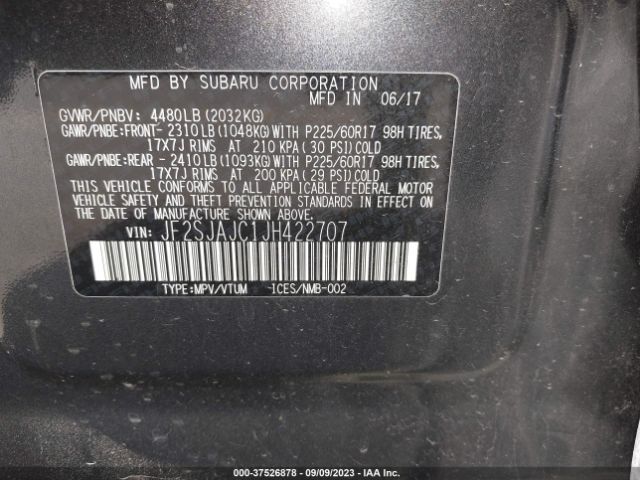 MFD BY SUBARU CORPORATION
MFD IN 06/17
GVWR/PNBV: 4480LB (2032KG)
GAWR/PNBE:FRONT- 2310LB (1048KG)WITH P225/60R17 98H TIRES,
17X7J RIMS AT 210 KPA ( 30 PSI) COLD
GAWR/PNBE:REAR - 2410LB (1093KG)WITH P225/60R17 98H TIRES,
17X7J RIMS AT 200 KPA ( 29 PSI) COLD
THIS VEHICLE CONFORMS TO ALL APPLICABLE FEDERAL MOTOR
VEHICLE SAFETY AND THEFT PREVENTION STANDARDS IN EFFECT
ON THE DATE OF MANUFACTURE SHOWN ABOVE.
VIN: JF2SJAJC1JH422707
TYPE:MPV/VTUM ICES/NMB-002
000-37526878 - 09/09/2023 - IAA Inc.